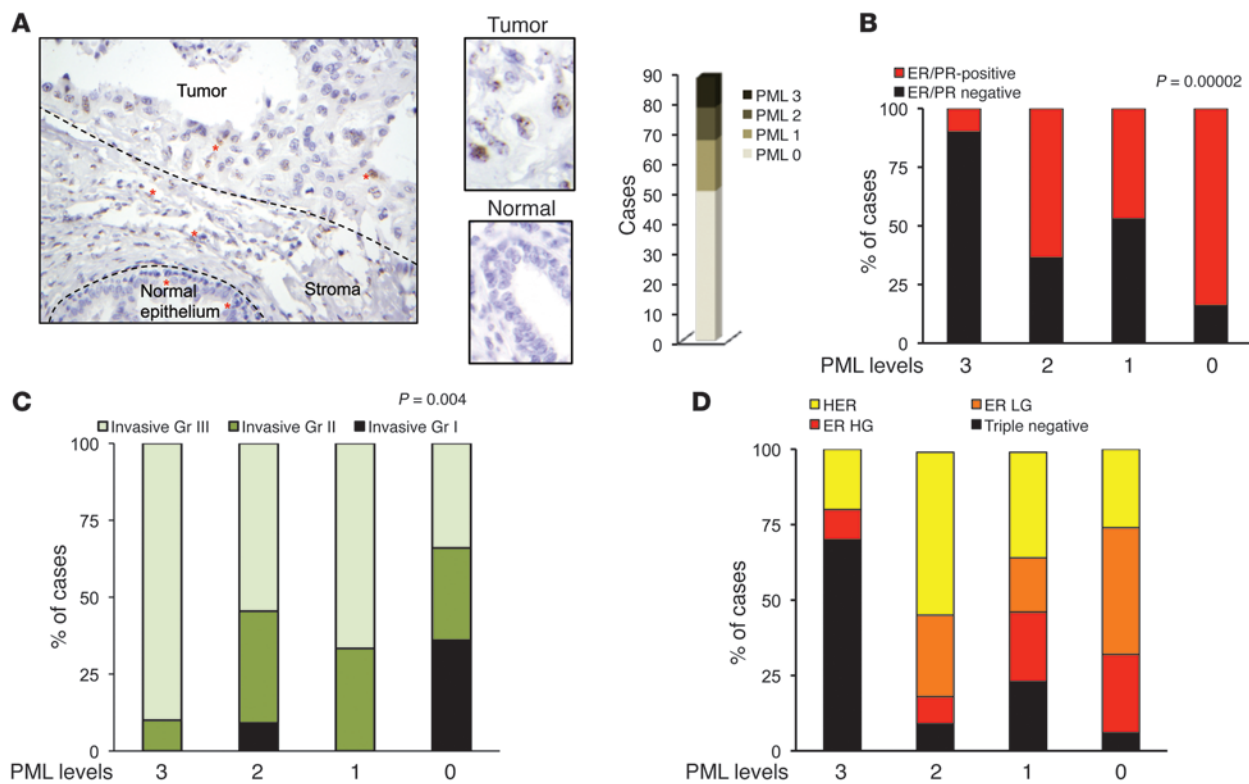 A
Tumor
Normal
epithelium
Stroma
Tumor
Normal
90
80
70
60
50
40
30
20
10
0
Cases
PML 3
PML 2
PML 1
PML 0
B
ER/PR-positive
ER/PR negative
P = 0.00002
100
75
50
25
0
% of cases
PML levels 3 2 1 0
C
P = 0.004
Invasive Gr III Invasive Gr II Invasive Gr I
100
75
50
25
0
% of cases
PML levels 3 2 1 0
D
HER ER LG
ER HG Triple negative
100
75
50
25
0
% of cases
PML levels 3 2 1 0